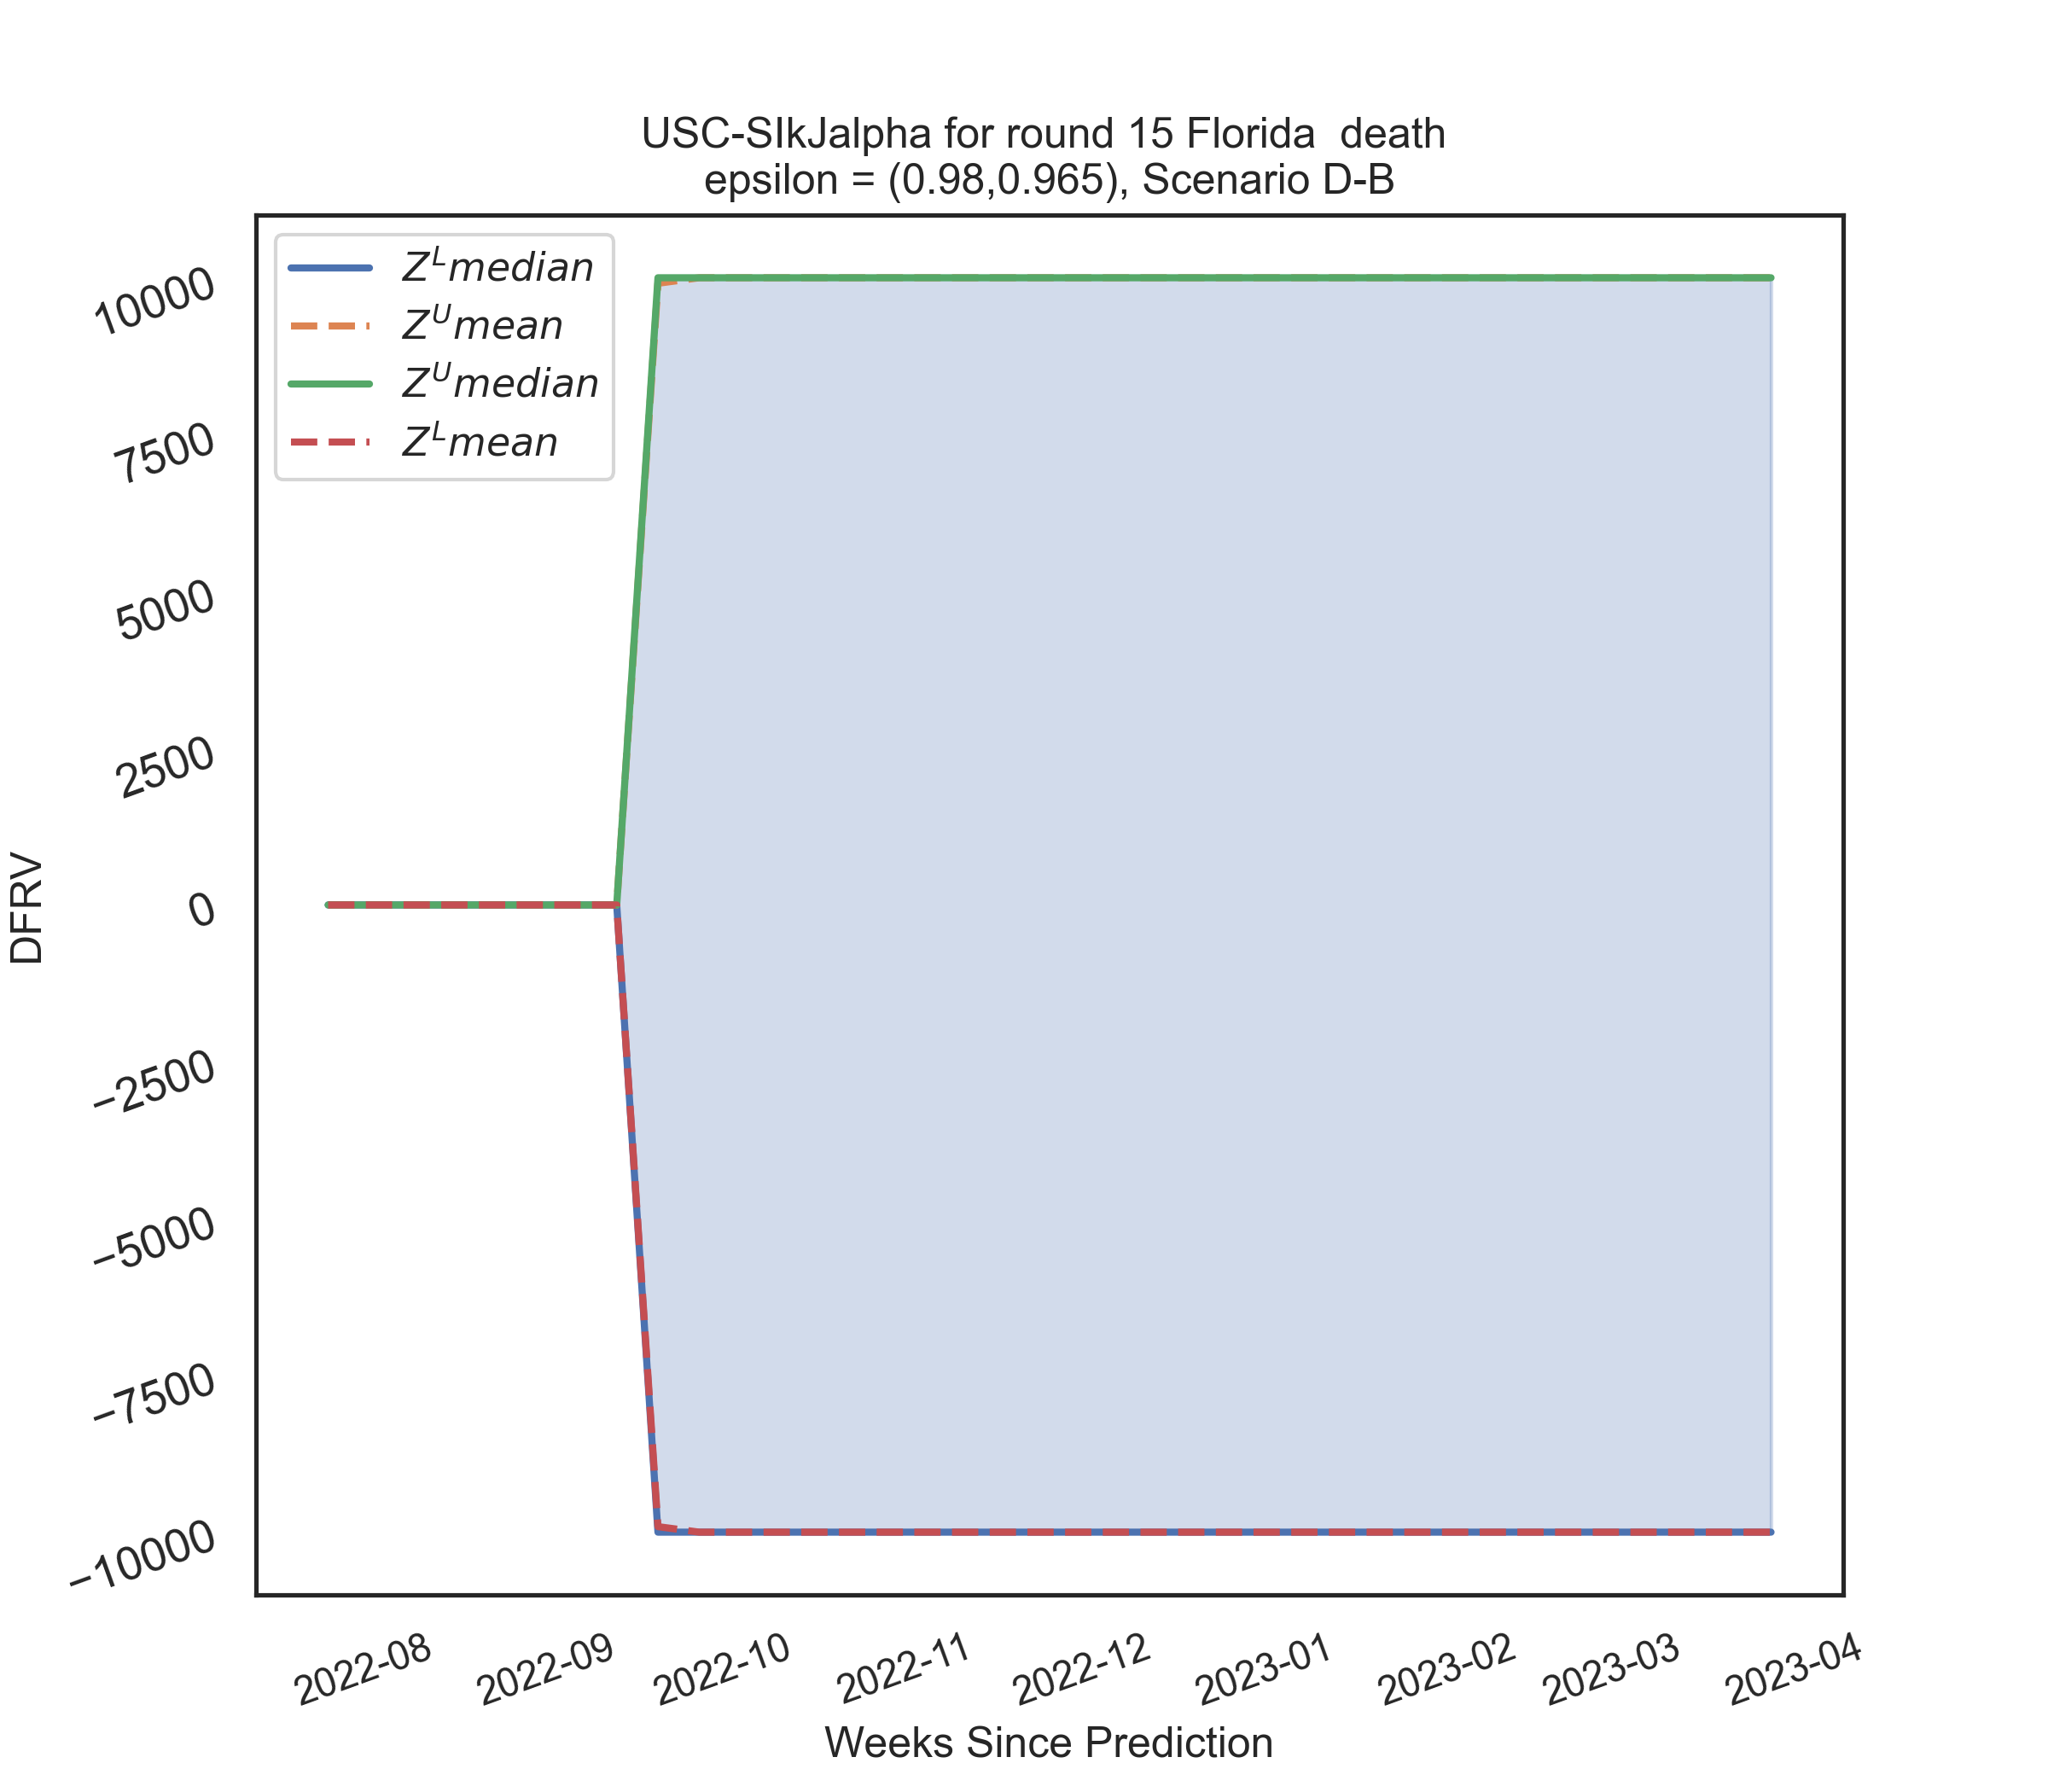 USC-SIkJalpha for round 15 Florida  death
epsilon = (0.98,0.965), Scenario D-B
Z^L median
Z^U mean
Z^U median
Z^L mean
10000
7500
5000
2500
0
−2500
−5000
−7500
−10000
DFRV
2022-08
2022-09
2022-10
2022-11
2022-12
2023-01
2023-02
2023-03
2023-04
Weeks Since Prediction